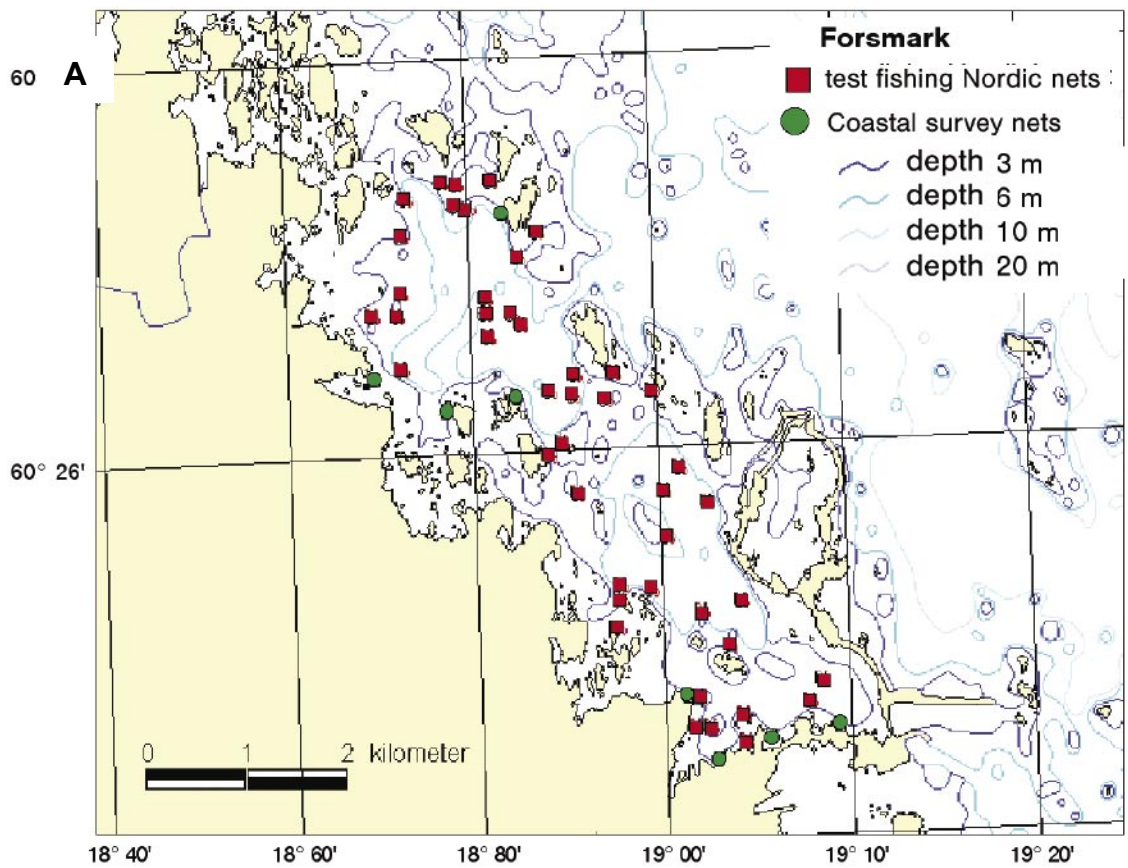 Forsmark
60
A
test fishing Nordic nets
Coastal survey nets
depth 3 m
depth 6 m
depth 10 m
depth 20 m
60° 26'
0 1 2 kilometer
18° 40' 18° 60' 18° 80' 19° 00' 19° 10' 19° 20'